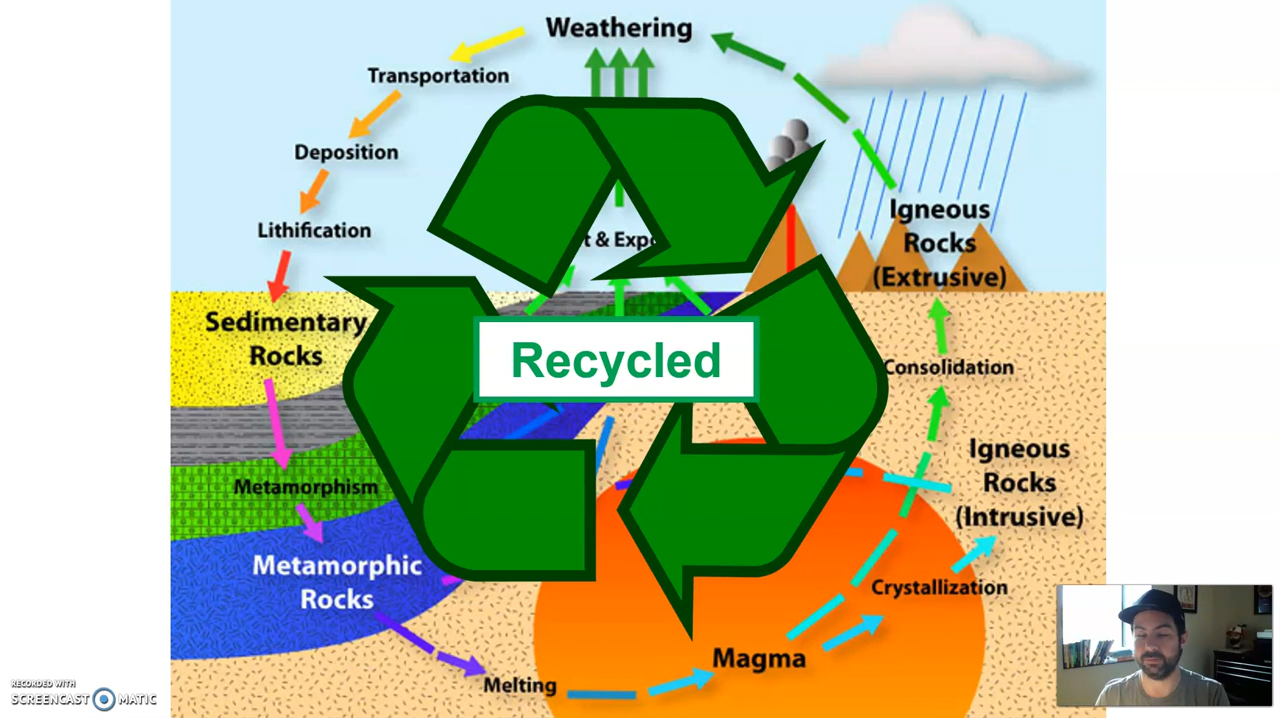 Weathering
Transportation
Deposition
Lithification
Sedimentary
Rocks
Metamorphism
Metamorphic
Rocks
Melting
Magma
Crystallization
Igneous
Rocks
(Intrusive)
Consolidation
Igneous
Rocks
(Extrusive)
t & Expo
Recycled
RECORDED WITH
SCREENCAST MATIC